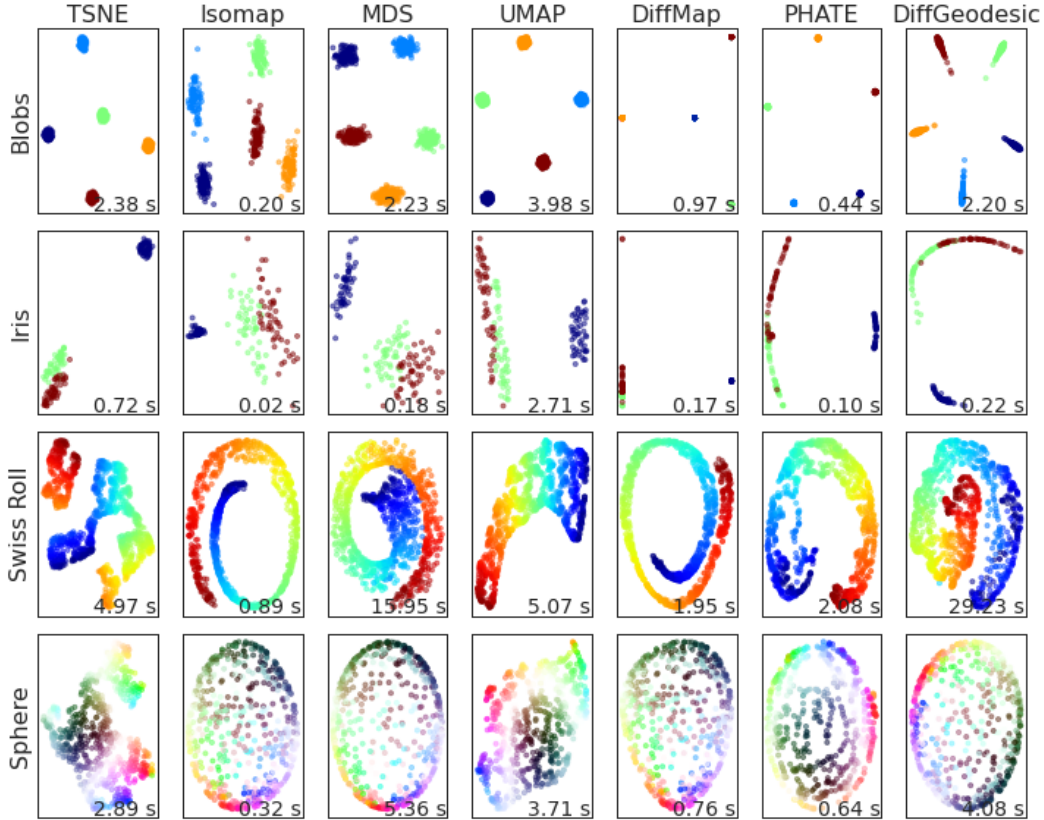 TSNE Isomap MDS UMAP DiffMap PHATE DiffGeodesic
Blobs
2.38 s 0.20 s 2.23 s 3.98 s 0.97 s 0.44 s 2.20 s
Iris
0.72 s 0.02 s 0.18 s 2.71 s 0.17 s 0.10 s 0.22 s
Swiss Roll
4.97 s 0.89 s 15.95 s 5.07 s 1.95 s 2.08 s 29.23 s
Sphere
2.89 s 0.32 s 5.36 s 3.71 s 0.76 s 0.64 s 4.08 s